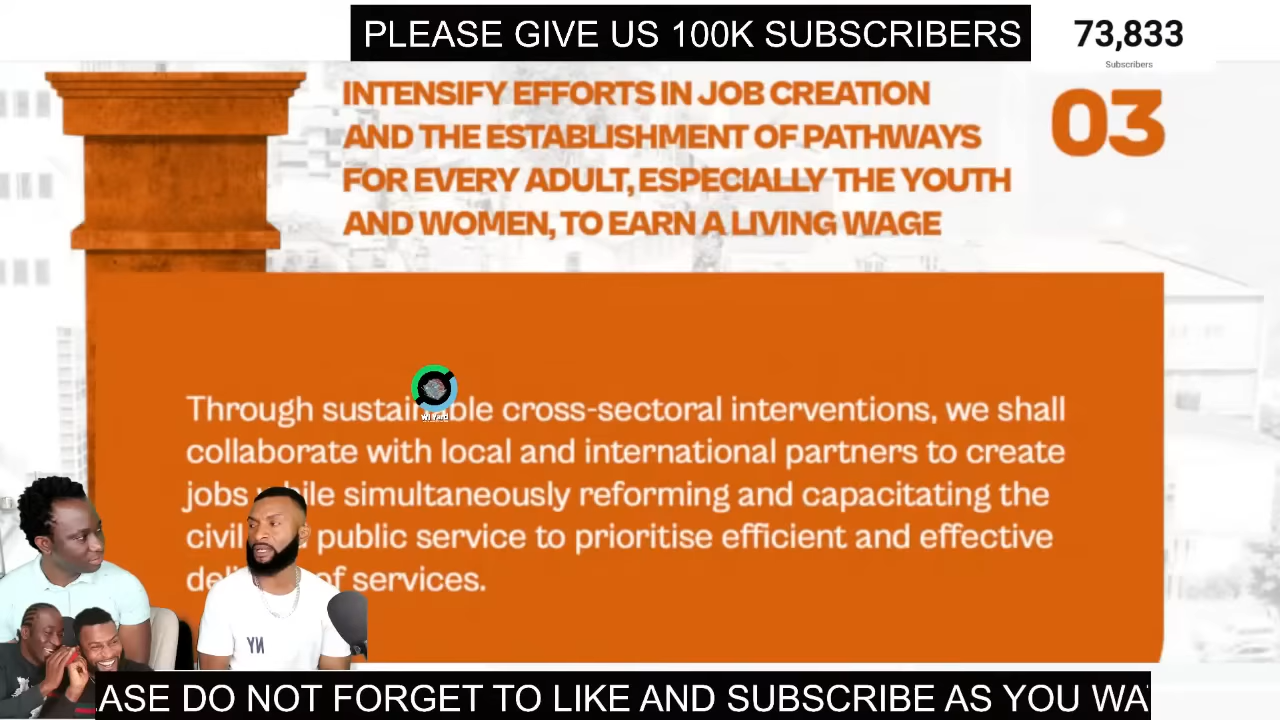 PLEASE GIVE US 100K SUBSCRIBERS
73,833
Subscribers
INTENSIFY EFFORTS IN JOB CREATION
AND THE ESTABLISHMENT OF PATHWAYS
FOR EVERY ADULT, ESPECIALLY THE YOUTH
AND WOMEN, TO EARN A LIVING WAGE
03
Through cross-sectoral interventions, we shall
collaborate with local and international partners to create
jobs simultaneously reforming and capacitating the
civil public service to prioritise efficient and effective
of services.
YN
ASE DO NOT FORGET TO LIKE AND SUBSCRIBE AS YOU WA